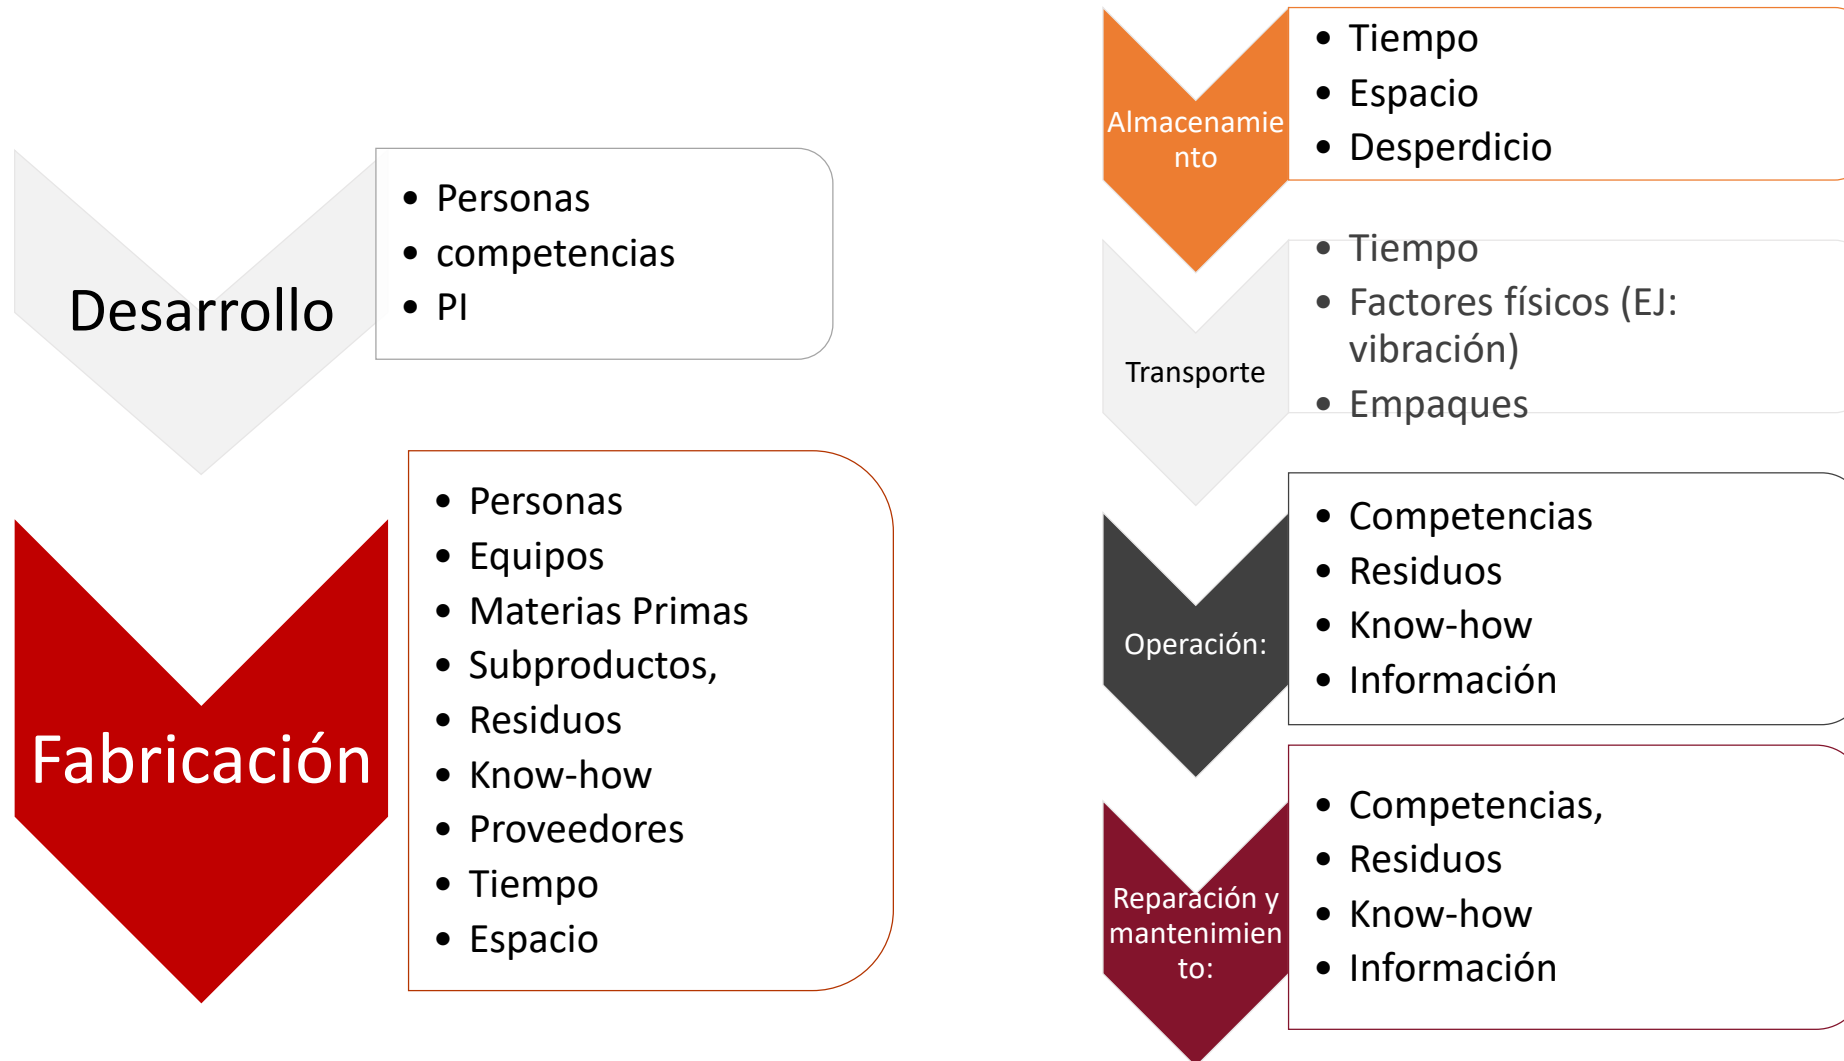 Desarrollo
• Personas
• competencias
• PI
Fabricación
• Personas
• Equipos
• Materias Primas
• Subproductos,
• Residuos
• Know-how
• Proveedores
• Tiempo
• Espacio
Almacenamie
nto
• Tiempo
• Espacio
• Desperdicio
Transporte
• Tiempo
• Factores físicos (EJ:
vibración)
• Empaques
Operación:
• Competencias
• Residuos
• Know-how
• Información
Reparación y
mantenimien
to:
• Competencias,
• Residuos
• Know-how
• Información